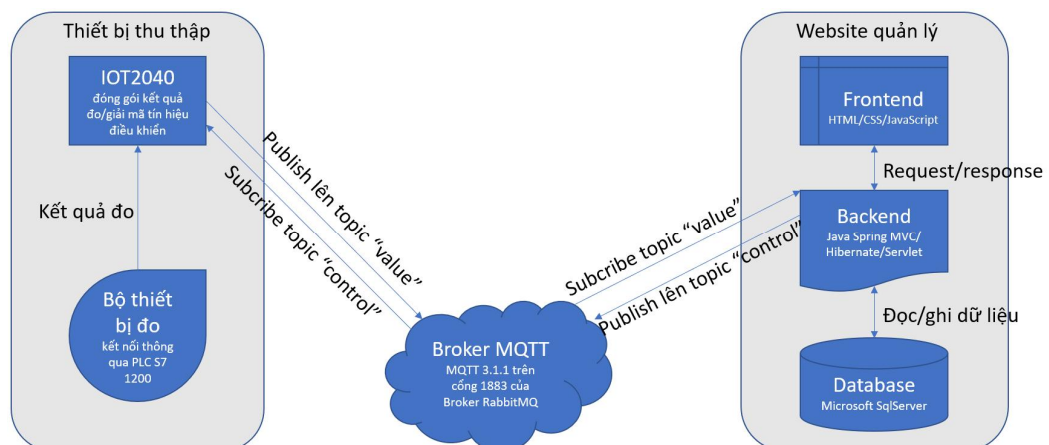 Thiết bị thu thập
IOT2040
đóng gói kết quả
đo/giải mã tín hiệu
điều khiển
Kết quả đo
Bộ thiết
bị đo
kết nối thông
qua PLC S7
1200
Publish lên topic “value”
Subcribe topic “control”
Broker MQTT
MQTT 3.1.1 trên
cổng 1883 của
Broker RabbitMQ
Subcribe topic “value”
Publish lên topic “control”
Website quản lý
Frontend
HTML/CSS/JavaScript
Request/response
Backend
Java Spring MVC/
Hibernate/Servlet
Đọc/ghi dữ liệu
Database
Microsoft SqlServer